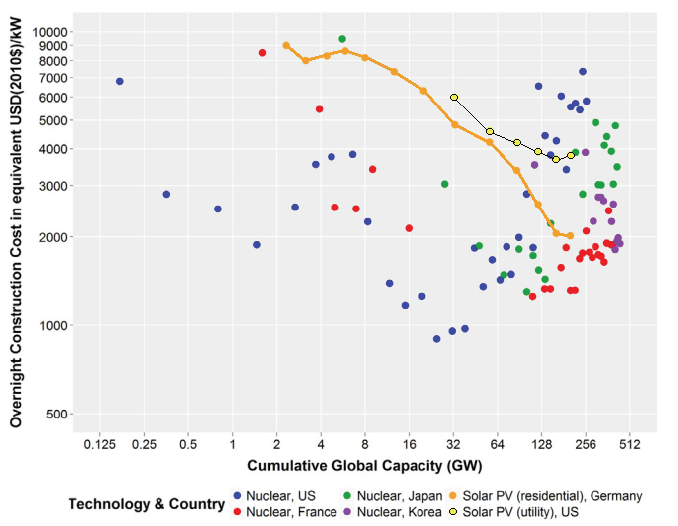 Overnight Construction Cost in equivalent USD(2010$)/kW
10000
9000
8000
7000
6000
5000
4000
3000
2000
1000
500
0.125 0.25 0.5 1 2 4 8 16 32 64 128 256 512
Cumulative Global Capacity (GW)
Technology & Country
Nuclear, US Nuclear, Japan Solar PV (residential), Germany
Nuclear, France Nuclear, Korea Solar PV (utility), US